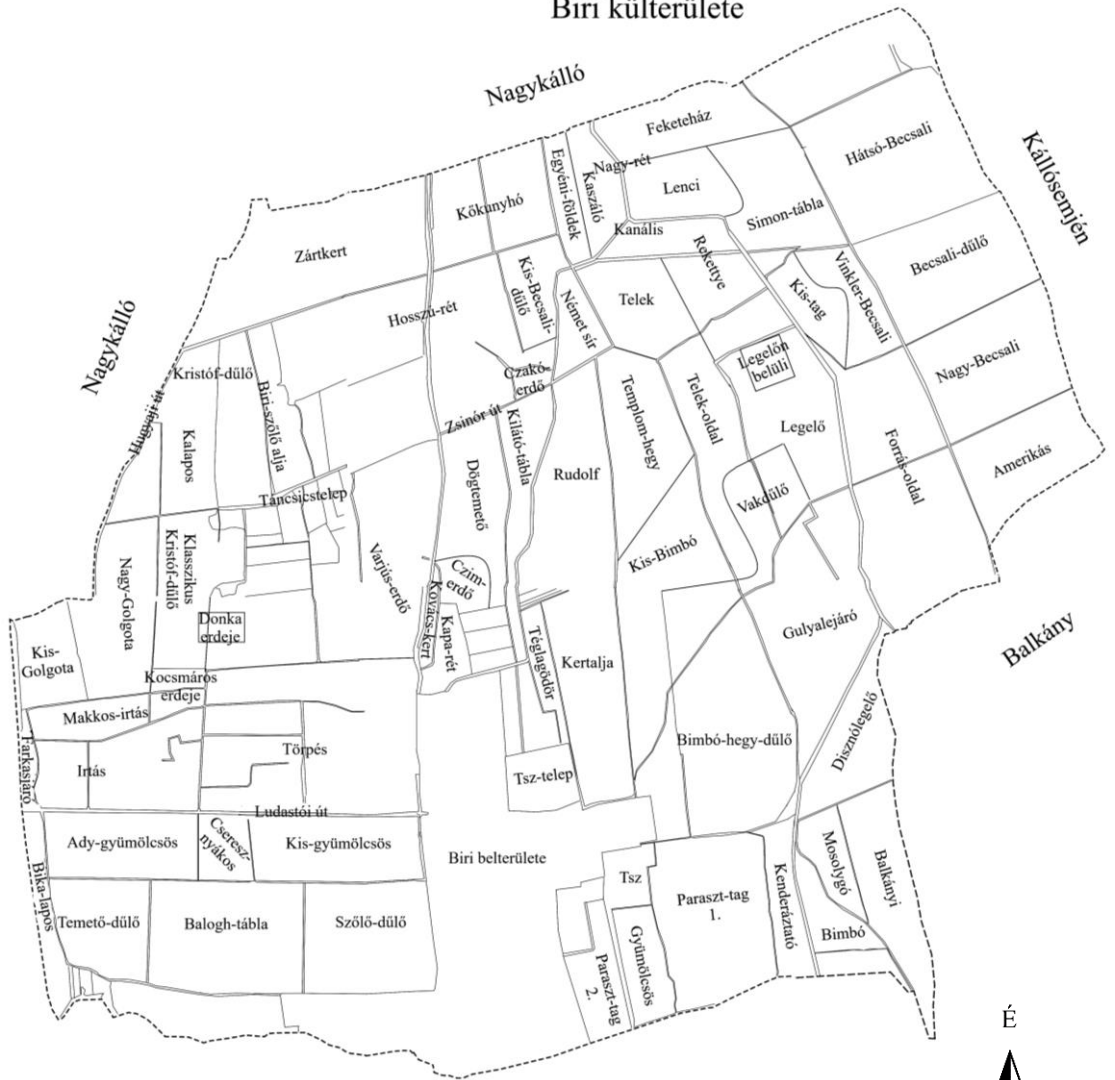 Biri külterülete
Nagykálló
Feketeház
Hátsó-Becsali
Kállósemjén
Egyéni-földek
Kaszáló
Nagy-rét
Lenci
Kökunyhó
Simon-tábla
Kanális
Zártkert
Rekettye
Vinkler-Becsali
Becsali-dűlő
Kis-Becsali-
dűlő
Német sír
Telek
Kis-tag
Nagykálló
Hosszú-rét
Legelőn
belüli
Nagy-Becsali
Kristóf-dűlő
Czakó-
erdő
Hugyaji út
Biri-szőlő alja
Zsinór út
Kilátó-tábla
Templom-hegy
Telek-oldal
Legelő
Kalapos
Dögtemető
Rudolf
Forrás-oldal
Amerikás
Táncsicstelep
Vakdűlő
Nagy-Golgota
Klasszikus
Kristóf-dűlő
Varjús-erdő
Czim-
erdő
Kis-Bimbó
Kovács-kert
Kapa-rét
Donka
erdeje
Gulyalejáró
Balkány
Kis-
Golgota
Téglagödör
Kertalja
Kocsmáros
erdeje
Makkos-irtás
Disznólegelő
Farkasjáró
Irtás
Törpés
Bimbó-hegy-dűlő
Tsz-telep
Ludastói út
Ady-gyümölcsös
Cseresz-
nyákos
Kis-gyümölcsös
Biri belterülete
Bika-lapos
Tsz
Paraszt-tag
1.
Kenderáztató
Mosolygó
Balkányi
Temető-dűlő
Balogh-tábla
Szőlő-dűlő
Bimbó
Paraszt-tag
2.
Gyümölcsös
É